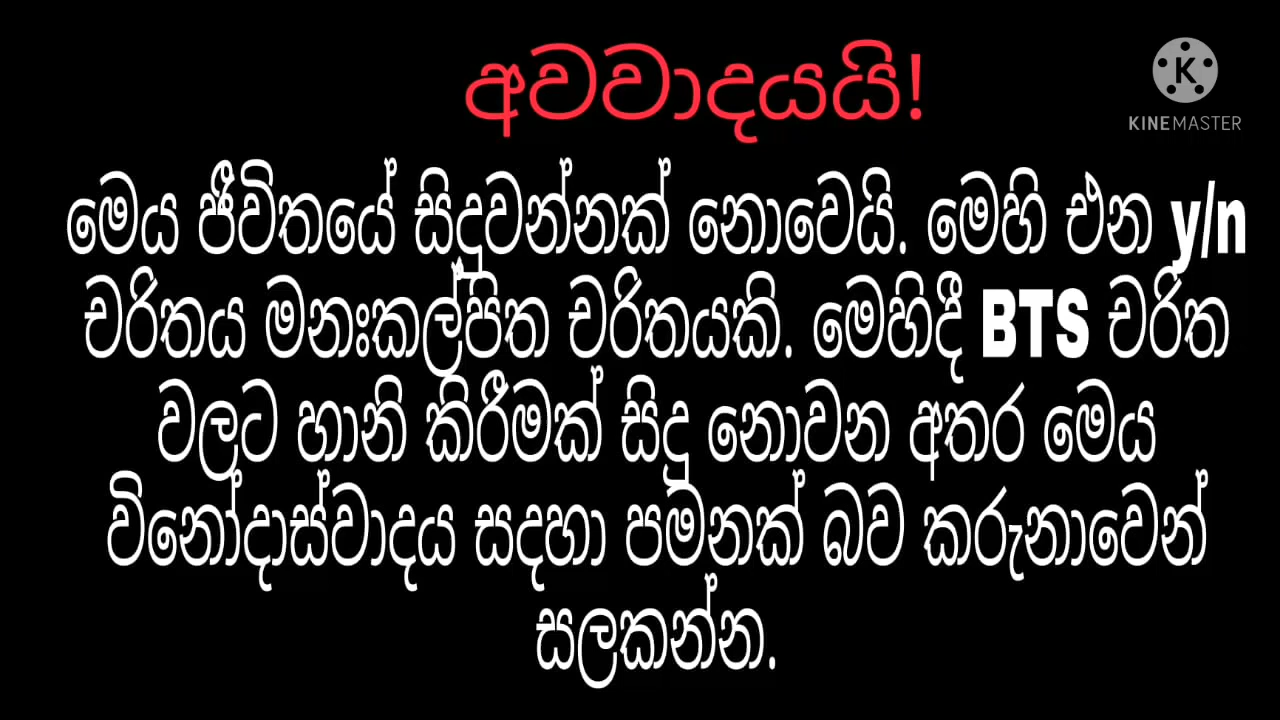 අවවාදයයි!
KINEMASTER
මෙය ජීවිතයේ සිදුවන්නක් නොවෙයි. මෙහි එන y/n
චරිතය මනඃකල්පිත චරිතයකි. මෙහිදී BTS චරිත
වලට හානි කිරීමක් සිදු නොවන අතර මෙය
විනෝදාස්වාදය සදහා පමනක් බව කරුනාවෙන්
සලකන්න.